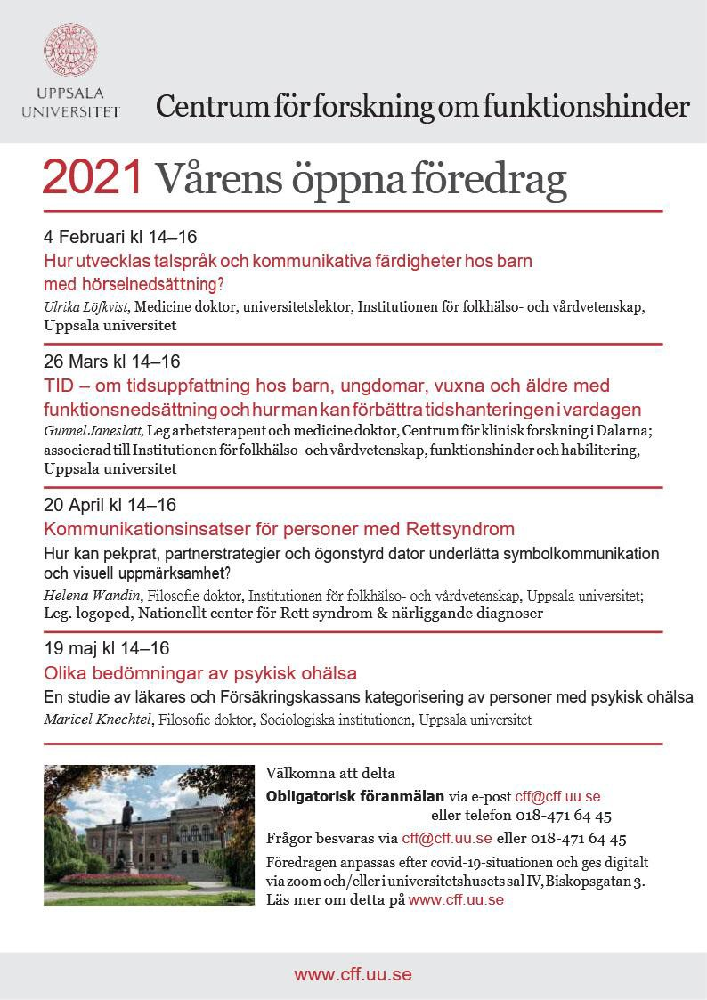 UPPSALA
UNIVERSITET
Centrum för forskning om funktionshinder
2021 Vårens öppna föredrag
4 Februari kl 14–16
Hur utvecklas talspråk och kommunikativa färdigheter hos barn
med hörselnedsättning?
Ulrika Löfkvist, Medicine doktor, universitetslektor, Institutionen för folkhälso- och vårdvetenskap,
Uppsala universitet
26 Mars kl 14–16
TID – om tidsuppfattning hos barn, ungdomar, vuxna och äldre med
funktionsnedsättning och hur man kan förbättra tidshanteringen i vardagen
Gunnel Janeslätt, Leg arbetsterapeut och medicine doktor, Centrum för klinisk forskning i Dalarna;
associerad till Institutionen för folkhälso- och vårdvetenskap, funktionshinder och habilitering,
Uppsala universitet
20 April kl 14–16
Kommunikationsinsatser för personer med Rett syndrom
Hur kan pekprat, partnerstrategier och ögonstyrd dator underlätta symbolkommunikation
och visuell uppmärksamhet?
Helena Wandin, Filosofie doktor, Institutionen för folkhälso- och vårdvetenskap, Uppsala universitet;
Leg. logoped, Nationellt center för Rett syndrom & närliggande diagnoser
19 maj kl 14–16
Olika bedömningar av psykisk ohälsa
En studie av läkares och Försäkringskassans kategorisering av personer med psykisk ohälsa
Maricel Knechtel, Filosofie doktor, Sociologiska institutionen, Uppsala universitet
Välkomna att delta
Obligatorisk föranmälan via e-post cff@cff.uu.se
eller telefon 018-471 64 45
Frågor besvaras via cff@cff.uu.se eller 018-471 64 45
Föredragen anpassas efter covid-19-situationen och ges digitalt
via zoom och/eller i universitetshusets sal IV, Biskopsgatan 3.
Läs mer om detta på www.cff.uu.se
www.cff.uu.se